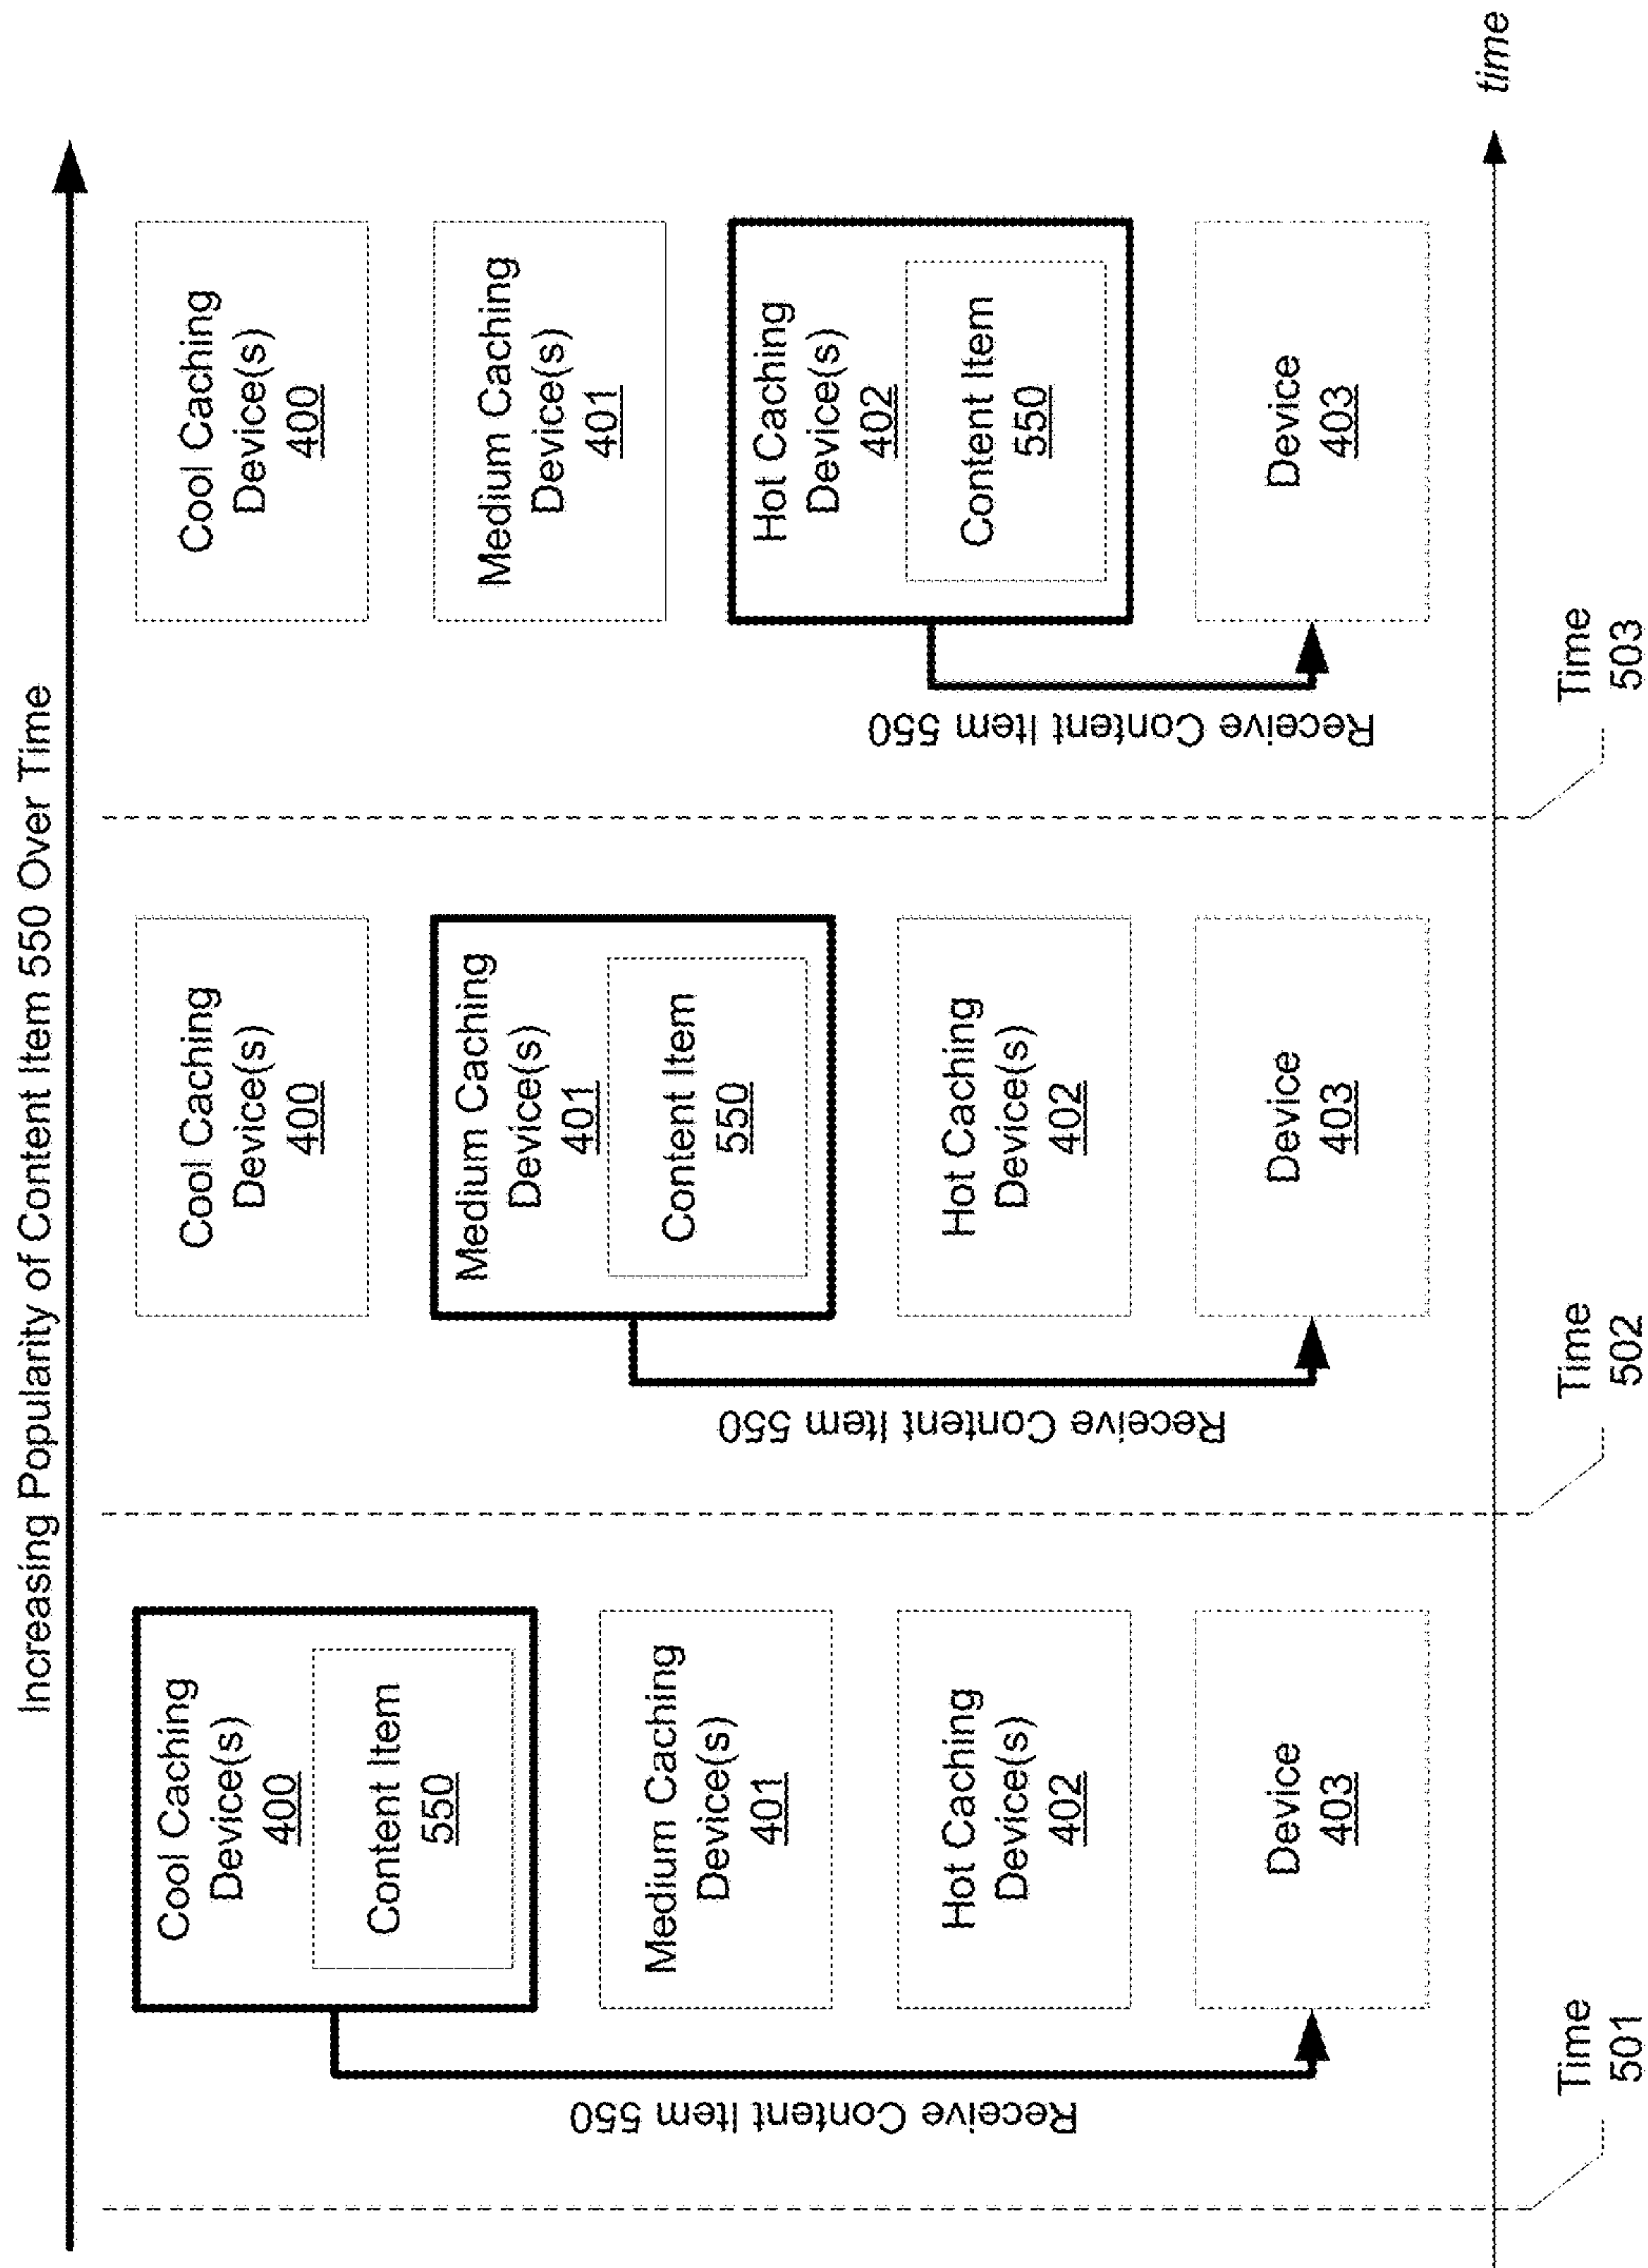 Increasing Popularity of Content Item 550 Over Time
Receive Content Item 550
Cool Caching
Device(s)
400
Content Item
550
Medium Caching
Device(s)
401
Hot Caching
Device(s)
402
Device
403
Time
501
Receive Content Item 550
Cool Caching
Device(s)
400
Medium Caching
Device(s)
401
Content Item
550
Hot Caching
Device(s)
402
Device
403
Time
502
Receive Content Item 550
Cool Caching
Device(s)
400
Medium Caching
Device(s)
401
Hot Caching
Device(s)
402
Content Item
550
Device
403
Time
503
time